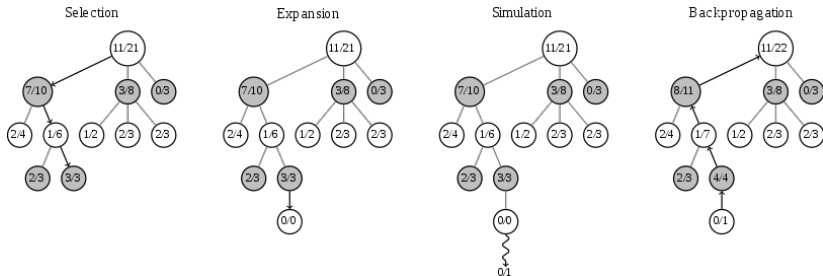 Selection Expansion Simulation Backpropagation
11/21 11/21 11/21 11/22
7/10 3/8 0/3 7/10 3/8 0/3 7/10 3/8 0/3 8/11 3/8 0/3
2/4 1/6 1/2 2/3 2/3 2/4 1/6 1/2 2/3 2/3 2/4 1/6 1/2 2/3 2/3 2/4 1/7 1/2 2/3 2/3
2/3 3/3 2/3 3/3 2/3 3/3 2/3 4/4
0/0 0/0 0/1
0/1